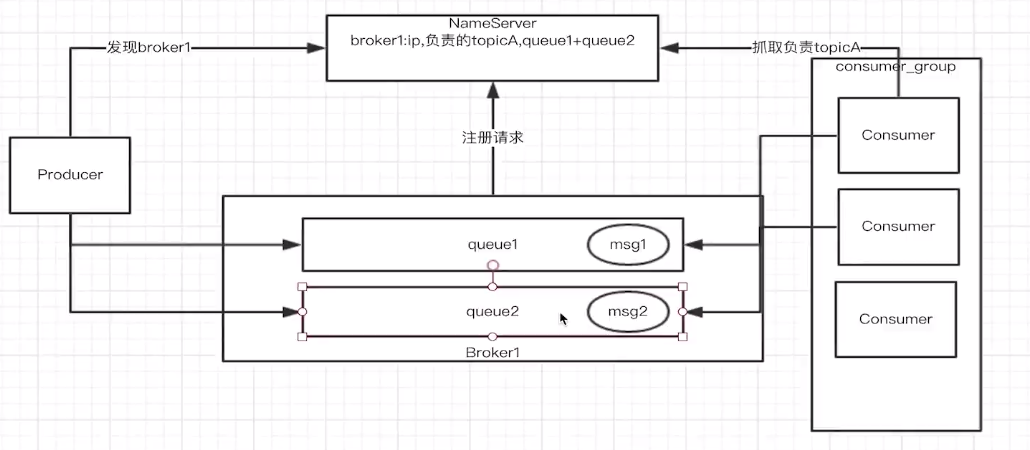 NameServer
broker1:ip,负责的topicA,queue1+queue2
发现broker1
抓取负责topicA
consumer_group
注册请求
Consumer
Producer
Consumer
queue1
msg1
queue2
msg2
Consumer
Broker1